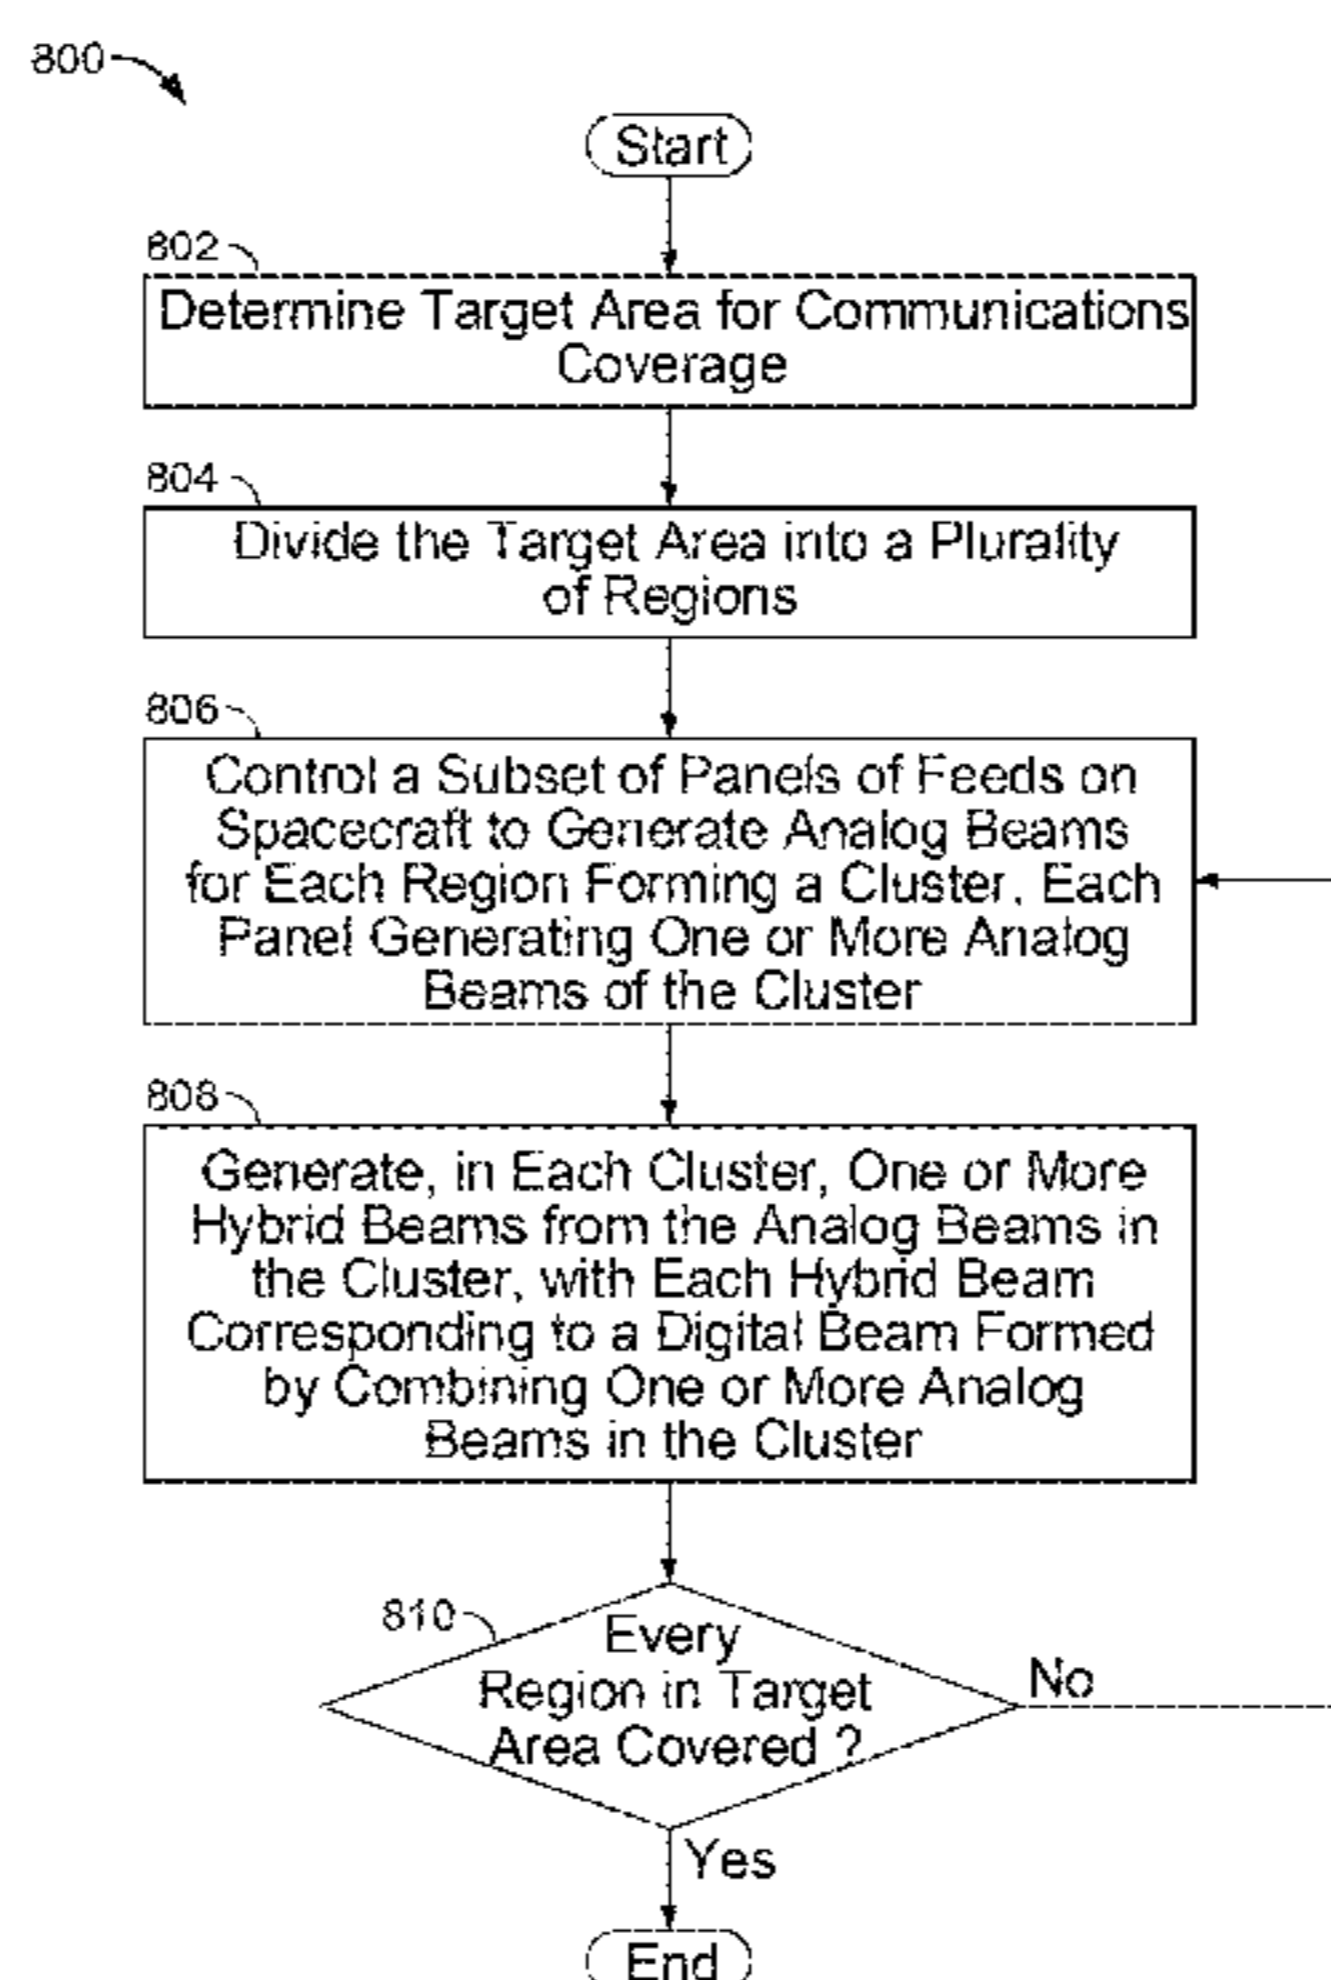 800
Start
802
Determine Target Area for Communications
Coverage
804
Divide the Target Area into a Plurality
of Regions
806
Control a Subset of Panels of Feeds on
Spacecraft to Generate Analog Beams
for Each Region Forming a Cluster, Each
Panel Generating One or More Analog
Beams of the Cluster
808
Generate, in Each Cluster, One or More
Hybrid Beams from the Analog Beams in
the Cluster, with Each Hybrid Beam
Corresponding to a Digital Beam Formed
by Combining One or More Analog
Beams in the Cluster
810
Every
Region in Target
Area Covered ?
No
Yes
End